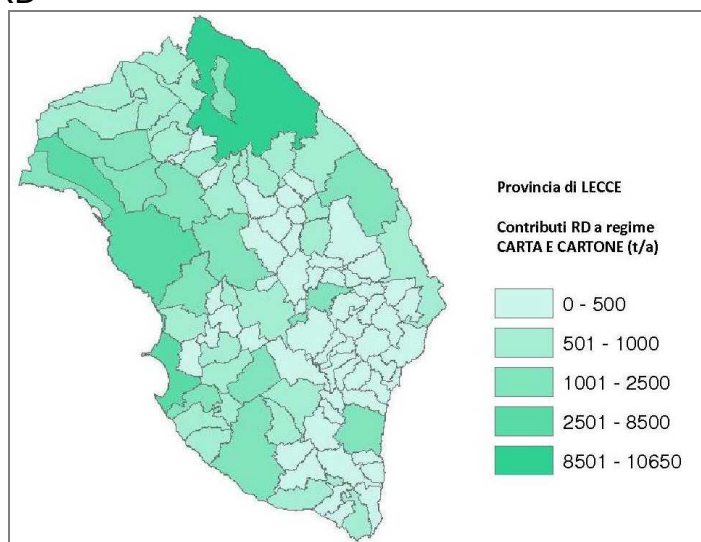 Provincia di LECCE
Contributi RD a regime
CARTA E CARTONE (t/a)
0 - 500
501 - 1000
1001 - 2500
2501 - 8500
8501 - 10650